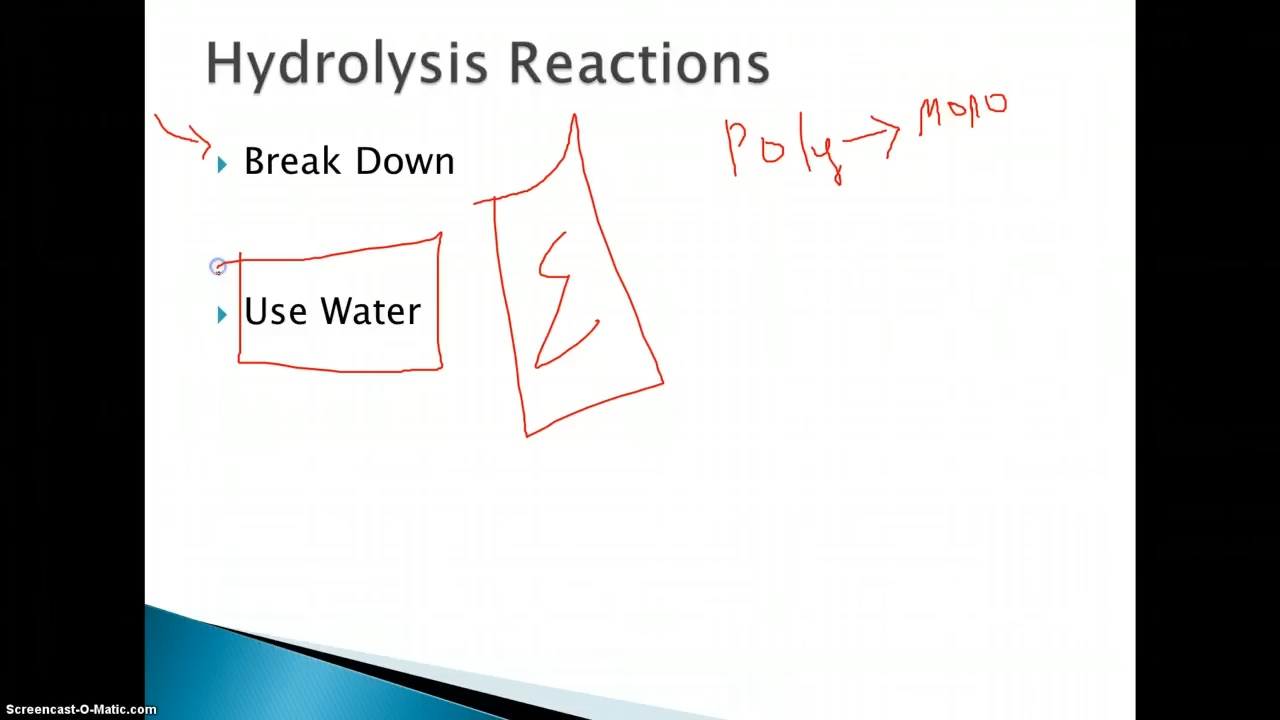 Hydrolysis Reactions
Poly → mono
Break Down
Use Water
Σ
Screencast-O-Matic.com